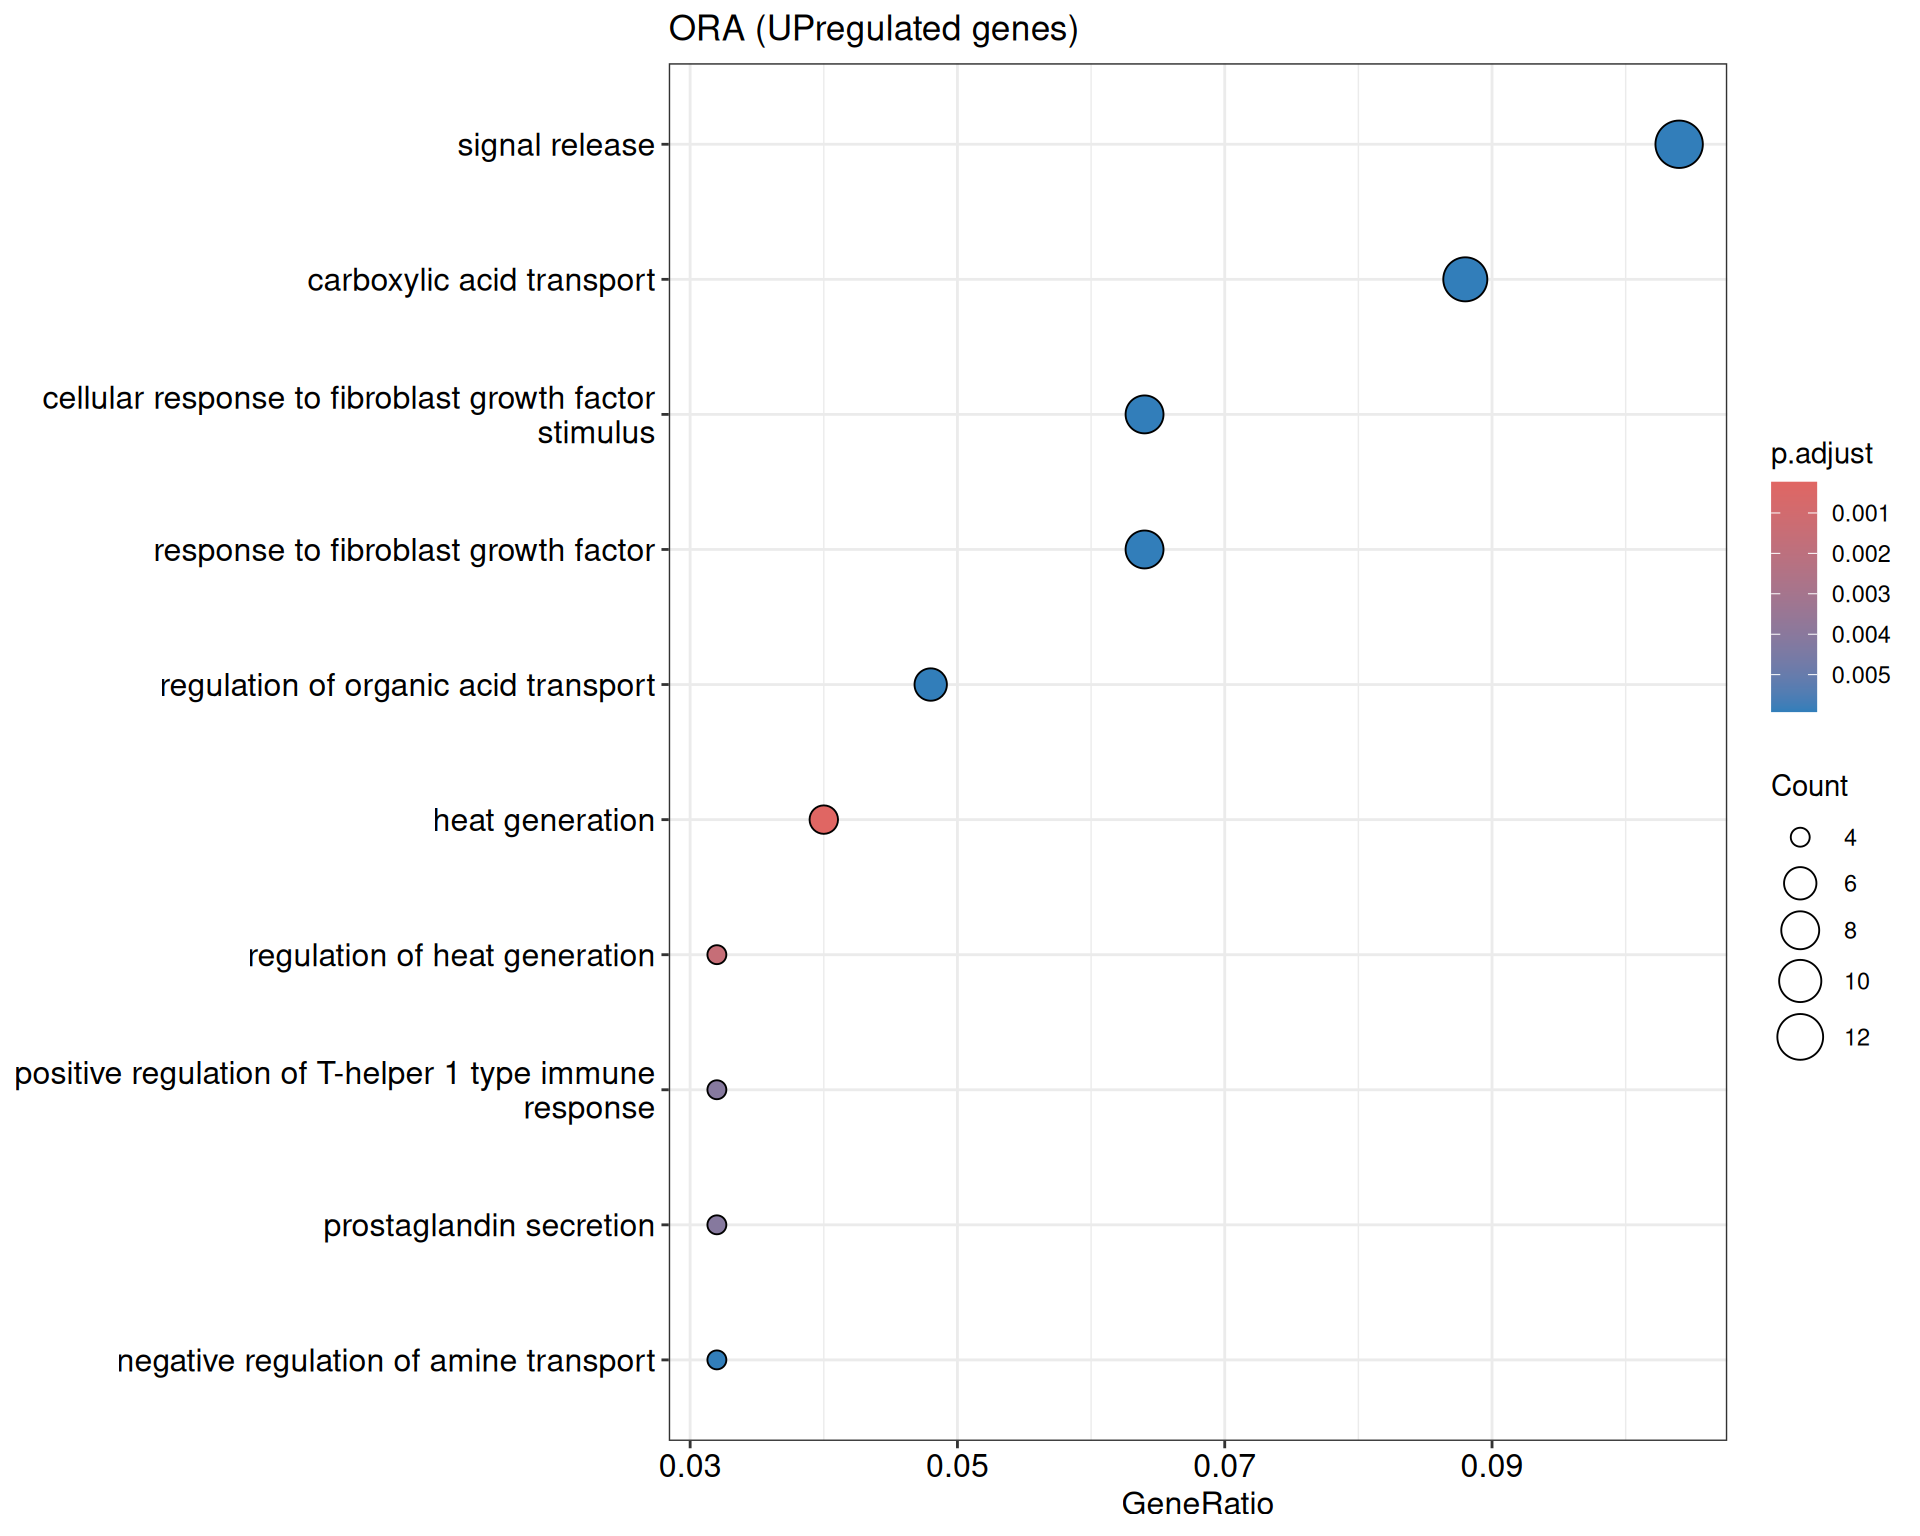 ORA (UPregulated genes)
signal release
carboxylic acid transport
cellular response to fibroblast growth factor
stimulus
response to fibroblast growth factor
regulation of organic acid transport
heat generation
regulation of heat generation
positive regulation of T-helper 1 type immune
response
prostaglandin secretion
negative regulation of amine transport
0.03
0.05
0.07
0.09
GeneRatio
p.adjust
0.001
0.002
0.003
0.004
0.005
Count
4
6
8
10
12